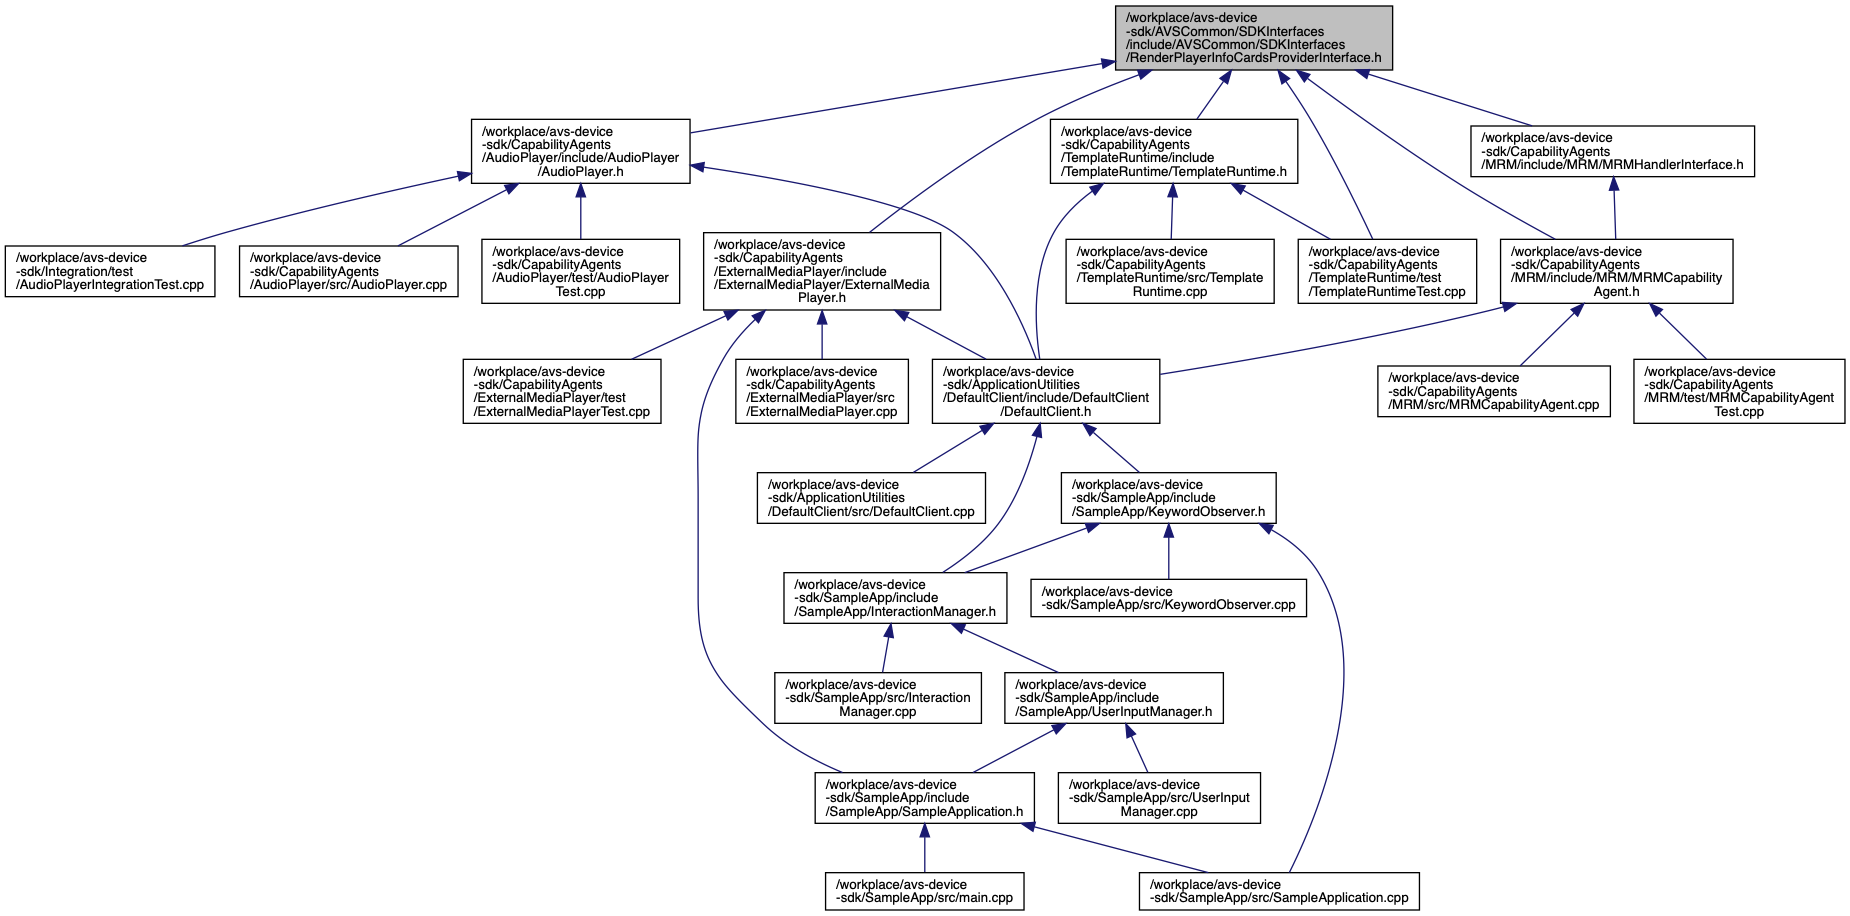 /workplace/avs-device
-sdk/AVSCommon/SDKInterfaces
/include/AVSCommon/SDKInterfaces
/RenderPlayerInfoCardsProviderInterface.h
/workplace/avs-device
-sdk/CapabilityAgents
/AudioPlayer/include/AudioPlayer
/AudioPlayer.h
/workplace/avs-device
-sdk/CapabilityAgents
/TemplateRuntime/include
/TemplateRuntime/TemplateRuntime.h
/workplace/avs-device
-sdk/CapabilityAgents
/MRM/include/MRM/MRMHandlerInterface.h
/workplace/avs-device
-sdk/Integration/test
/AudioPlayerIntegrationTest.cpp
/workplace/avs-device
-sdk/CapabilityAgents
/AudioPlayer/src/AudioPlayer.cpp
/workplace/avs-device
-sdk/CapabilityAgents
/AudioPlayer/test/AudioPlayer
Test.cpp
/workplace/avs-device
-sdk/CapabilityAgents
/ExternalMediaPlayer/include
/ExternalMediaPlayer/ExternalMedia
Player.h
/workplace/avs-device
-sdk/CapabilityAgents
/TemplateRuntime/src/Template
Runtime.cpp
/workplace/avs-device
-sdk/CapabilityAgents
/TemplateRuntime/test
/TemplateRuntimeTest.cpp
/workplace/avs-device
-sdk/CapabilityAgents
/MRM/include/MRM/MRMCapability
Agent.h
/workplace/avs-device
-sdk/CapabilityAgents
/ExternalMediaPlayer/test
/ExternalMediaPlayerTest.cpp
/workplace/avs-device
-sdk/CapabilityAgents
/ExternalMediaPlayer/src
/ExternalMediaPlayer.cpp
/workplace/avs-device
-sdk/ApplicationUtilities
/DefaultClient/include/DefaultClient
/DefaultClient.h
/workplace/avs-device
-sdk/CapabilityAgents
/MRM/src/MRMCapabilityAgent.cpp
/workplace/avs-device
-sdk/CapabilityAgents
/MRM/test/MRMCapabilityAgent
Test.cpp
/workplace/avs-device
-sdk/ApplicationUtilities
/DefaultClient/src/DefaultClient.cpp
/workplace/avs-device
-sdk/SampleApp/include
/SampleApp/KeywordObserver.h
/workplace/avs-device
-sdk/SampleApp/include
/SampleApp/InteractionManager.h
/workplace/avs-device
-sdk/SampleApp/src/KeywordObserver.cpp
/workplace/avs-device
-sdk/SampleApp/src/Interaction
Manager.cpp
/workplace/avs-device
-sdk/SampleApp/include
/SampleApp/UserInputManager.h
/workplace/avs-device
-sdk/SampleApp/include
/SampleApp/SampleApplication.h
/workplace/avs-device
-sdk/SampleApp/src/UserInput
Manager.cpp
/workplace/avs-device
-sdk/SampleApp/src/main.cpp
/workplace/avs-device
-sdk/SampleApp/src/SampleApplication.cpp